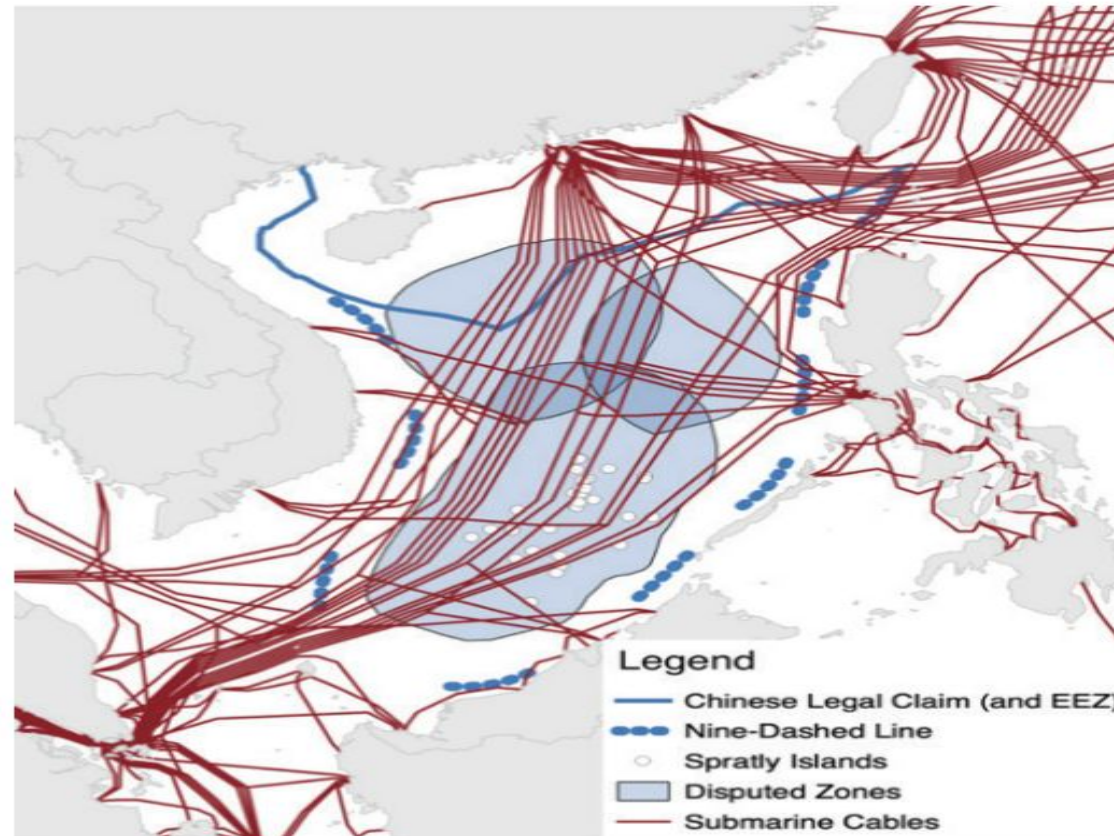 Legend
Chinese Legal Claim (and EEZ)
Nine-Dashed Line
Spratly Islands
Disputed Zones
Submarine Cables